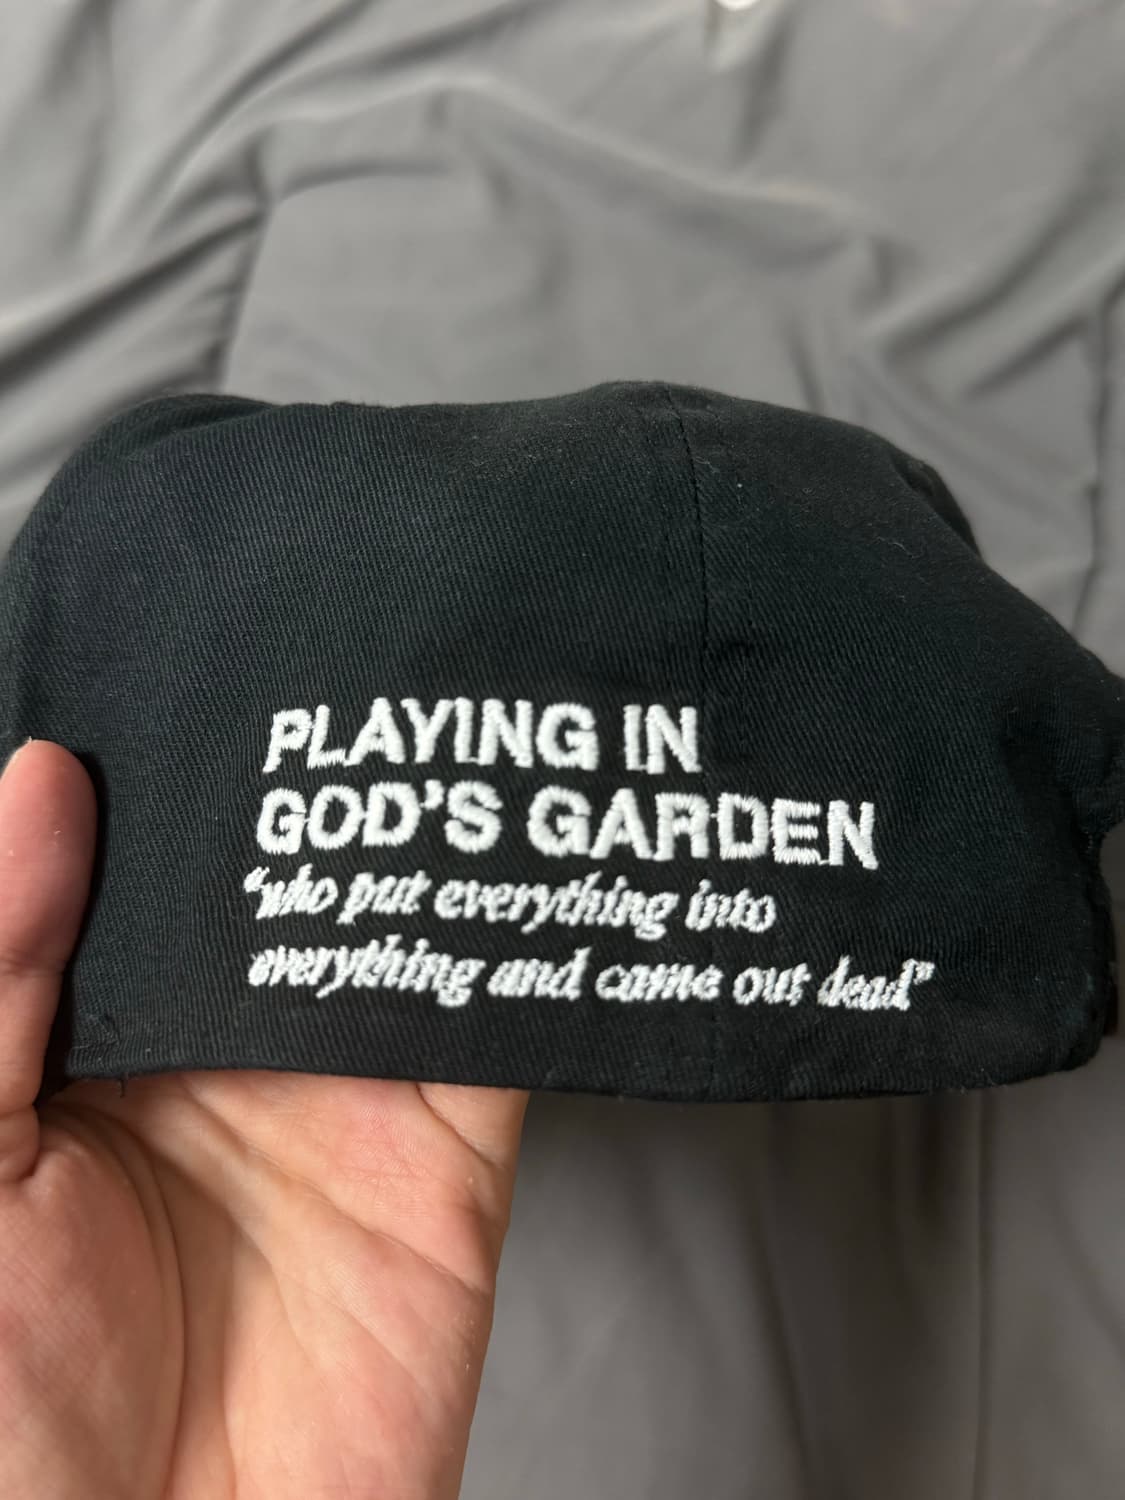 PLAYING IN
GOD'S GARDEN
"who put everything into
everything and came out dead"